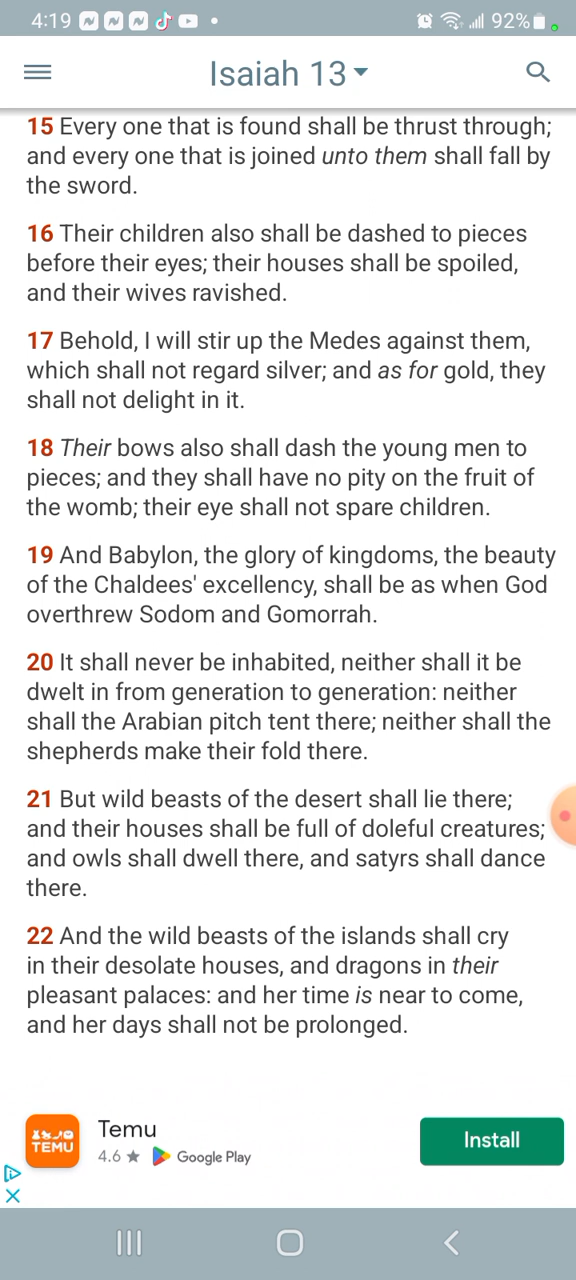 4:19
92%
Isaiah 13
15 Every one that is found shall be thrust through;
and every one that is joined unto them shall fall by
the sword.
16 Their children also shall be dashed to pieces
before their eyes; their houses shall be spoiled,
and their wives ravished.
17 Behold, I will stir up the Medes against them,
which shall not regard silver; and as for gold, they
shall not delight in it.
18 Their bows also shall dash the young men to
pieces; and they shall have no pity on the fruit of
the womb; their eye shall not spare children.
19 And Babylon, the glory of kingdoms, the beauty
of the Chaldees' excellency, shall be as when God
overthrew Sodom and Gomorrah.
20 It shall never be inhabited, neither shall it be
dwelt in from generation to generation: neither
shall the Arabian pitch tent there; neither shall the
shepherds make their fold there.
21 But wild beasts of the desert shall lie there;
and their houses shall be full of doleful creatures;
and owls shall dwell there, and satyrs shall dance
there.
22 And the wild beasts of the islands shall cry
in their desolate houses, and dragons in their
pleasant palaces: and her time is near to come,
and her days shall not be prolonged.
TEMU
Temu
4.6 ★ Google Play
Install